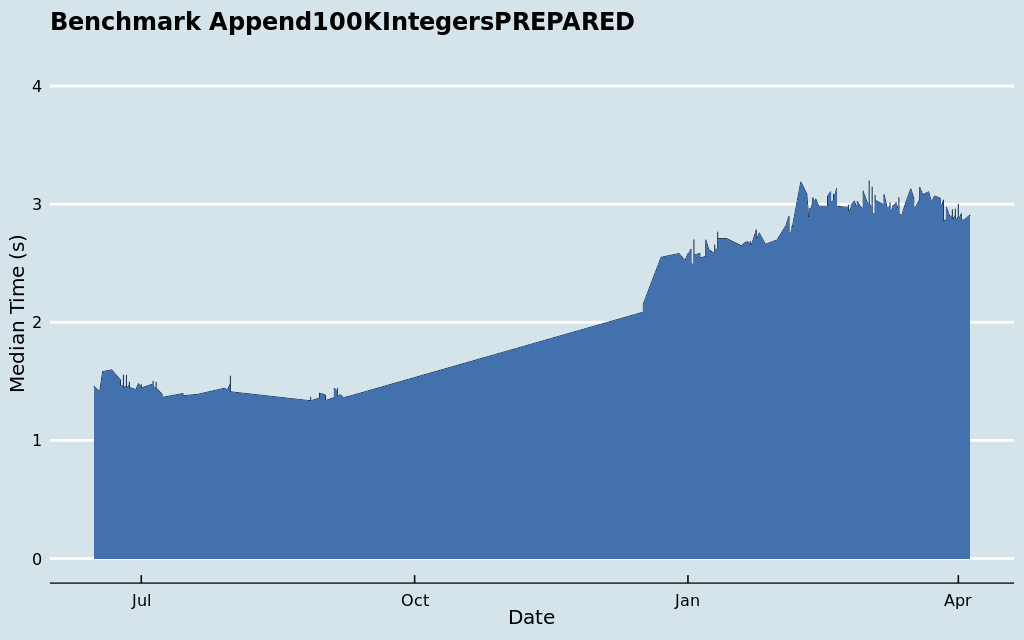 Benchmark Append100KIntegersPREPARED
4
3
2
1
0
Median Time (s)
Jul
Oct
Jan
Apr
Date